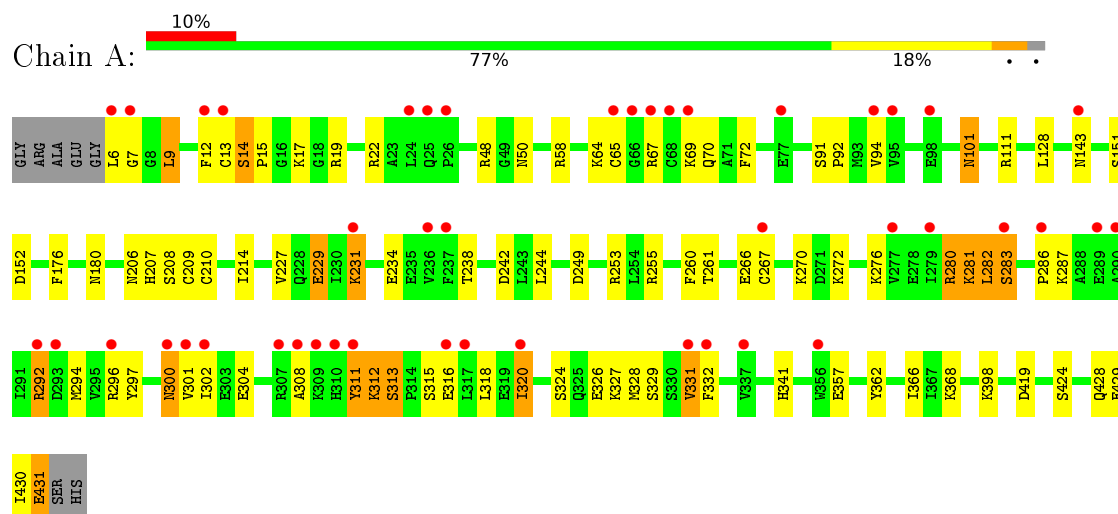 10%
Chain A:
77% 18% . .
GLY ARG ALA GLU GLY L6 G7 G8 L9 F12 C13 S14 P15 G16 K17 G18 R19 R22 A23 L24 Q25 P26 R48 G49 N50 R58 K64 C65 G66 R67 C68 K69 Q70 A71 F72 E77 S91 P92 M93 V94 V95 E98 N101 R111 L128 N143 S151
D152 F176 N180 N206 H207 S208 C209 C210 I214 V227 Q228 E229 I230 K231 E234 E235 V236 F237 T238 D242 L243 L244 D249 R253 L254 R255 F260 T261 E266 C267 K270 D271 K272 K276 V277 E278 I279 R280 K281 L282 S283 P286 K287 A288 E289 A290
I291 R292 D293 M294 V295 R296 Y297 N300 V301 I302 E303 E304 R307 A308 K309 H310 Y311 K312 S313 P314 S315 E316 L317 L318 E319 I320 S324 Q325 E326 K327 M328 S329 S330 V331 F332 V337 H341 W356 E357 Y362 I366 I367 K368 K398 D419 S424 Q428 E429
I430 E431 SER HIS